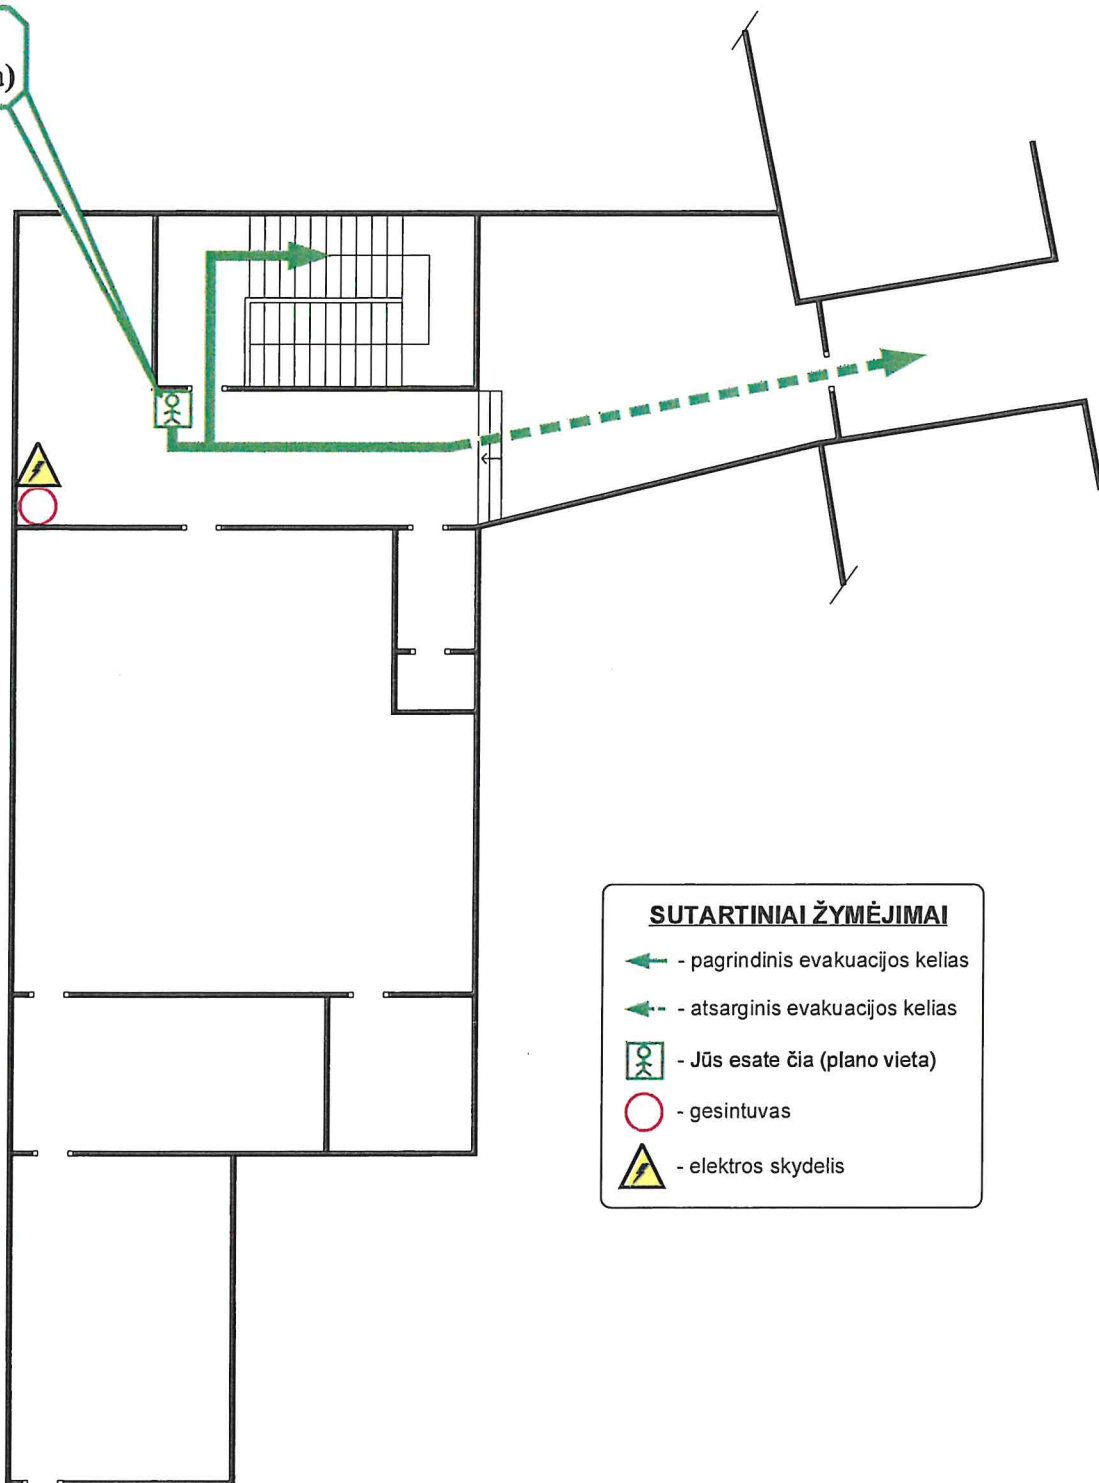 SUTARTINIAI ŽYMĖJIMAI
- pagrindinis evakuacijos kelias
- atsarginis evakuacijos kelias
- Jūs esate čia (plano vieta)
- gesintuvas
- elektros skydelis